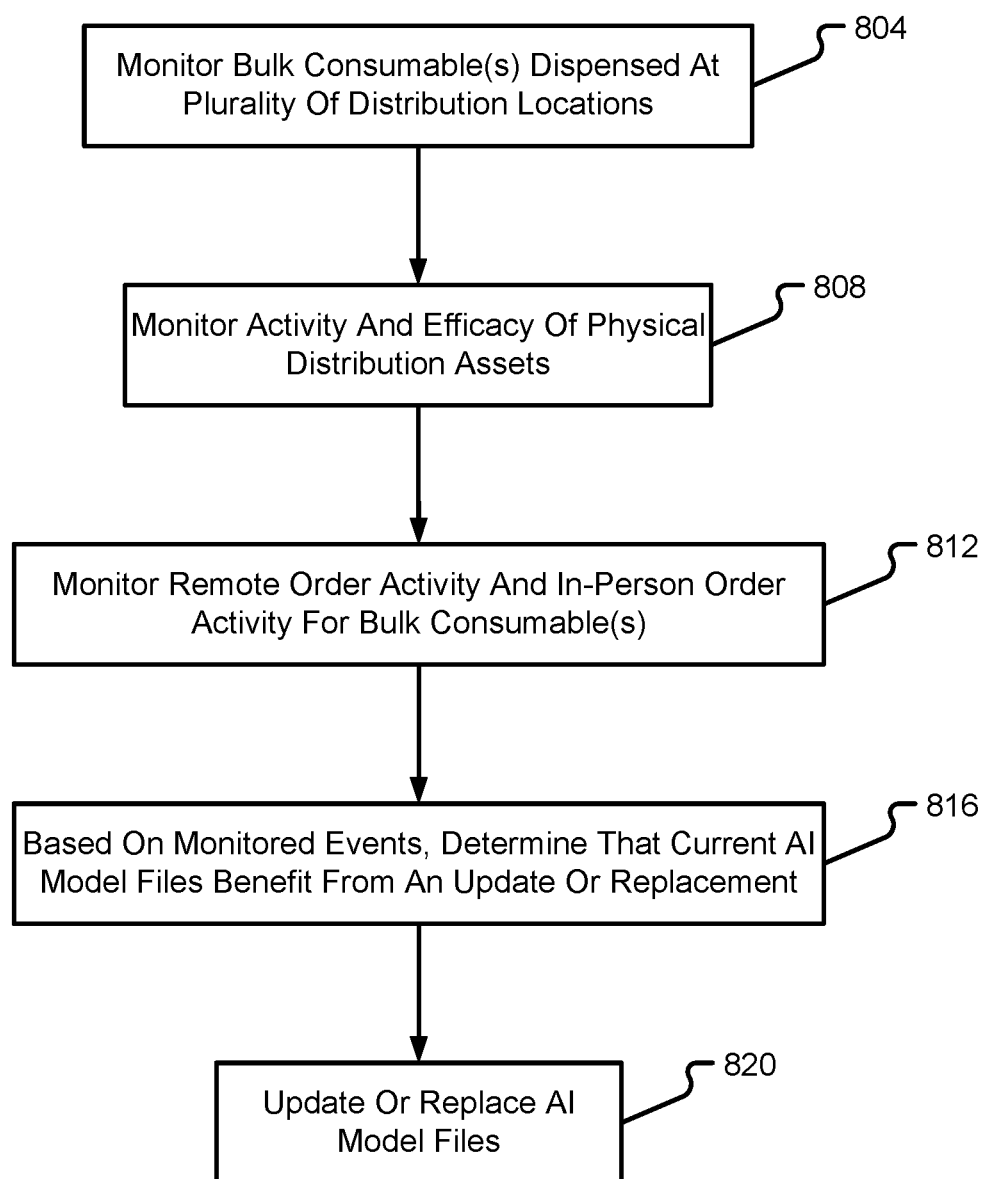 804
Monitor Bulk Consumable(s) Dispensed At
Plurality Of Distribution Locations
808
Monitor Activity And Efficacy Of Physical
Distribution Assets
812
Monitor Remote Order Activity And In-Person Order
Activity For Bulk Consumable(s)
816
Based On Monitored Events, Determine That Current AI
Model Files Benefit From An Update Or Replacement
820
Update Or Replace AI
Model Files